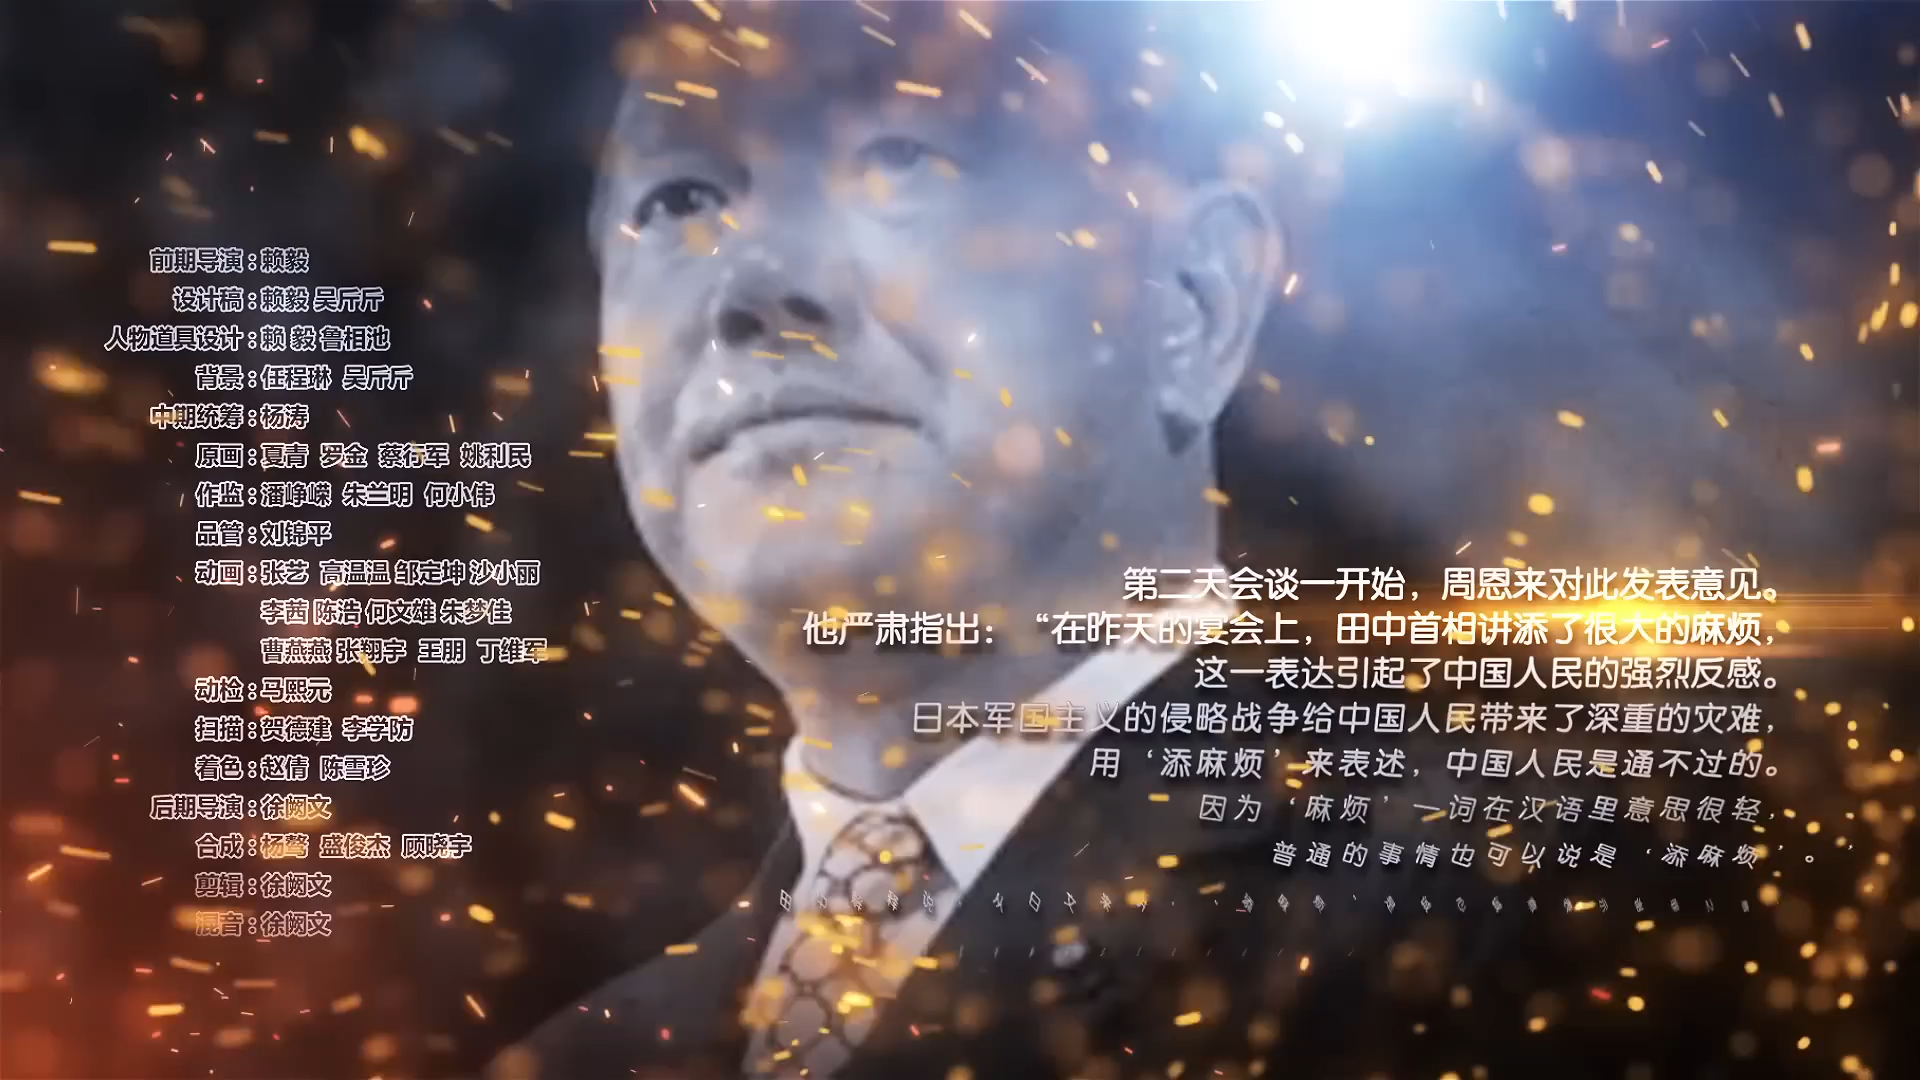 前期导演：赖毅
设计稿：赖毅 吴斤斤
人物道具设计：赖 毅 鲁相池
背景：任程琳 吴斤斤
中期统筹：杨涛
原画：夏青 罗金 蔡行军 姚利民
作监：潘峥嵘 朱兰明 何小伟
品管：刘锦平
动画：张艺 高温温 邹定坤 沙小丽
李茜 陈浩 何文雄 朱梦佳
曹燕燕 张翔宇 王朋 丁维军
动检：马熙元
扫描：贺德建 李学防
着色：赵倩 陈雪珍
后期导演：徐阙文
合成：杨骜 盛俊杰 顾晓宇
剪辑：徐阙文
混音：徐阙文
第二天会谈一开始，周恩来对此发表意见。
他严肃指出：“在昨天的宴会上，田中首相讲添了很大的麻烦，
这一表达引起了中国人民的强烈反感。
日本军国主义的侵略战争给中国人民带来了深重的灾难，
用‘添麻烦’来表述，中国人民是通不过的。
因为‘麻烦’一词在汉语里意思很轻，
普通的事情也可以说是‘添麻烦’。